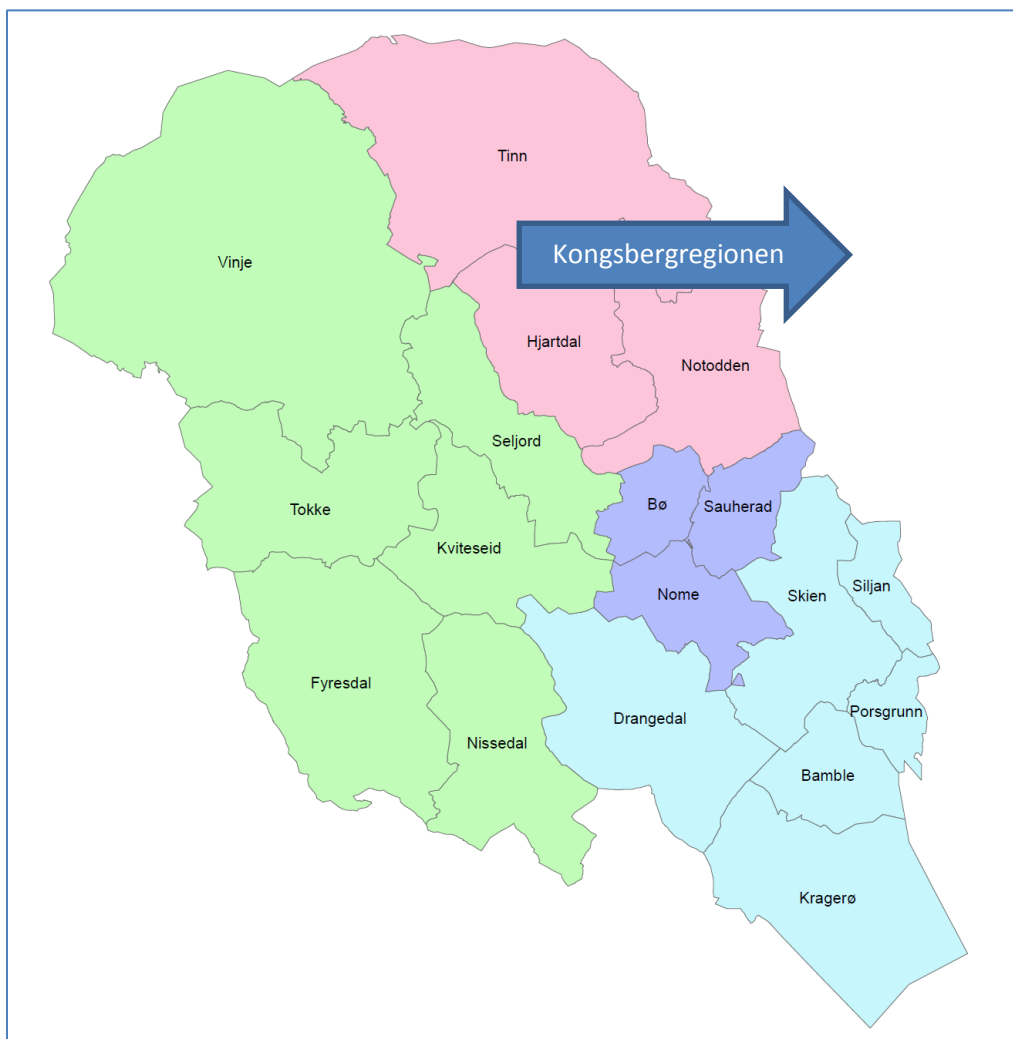 Tinn
Kongsbergregionen
Vinje
Hjartdal
Notodden
Seljord
Bø
Sauherad
Tokke
Kviteseid
Nome
Skien
Siljan
Fyresdal
Porsgrunn
Drangedal
Nissedal
Bamble
Kragerø